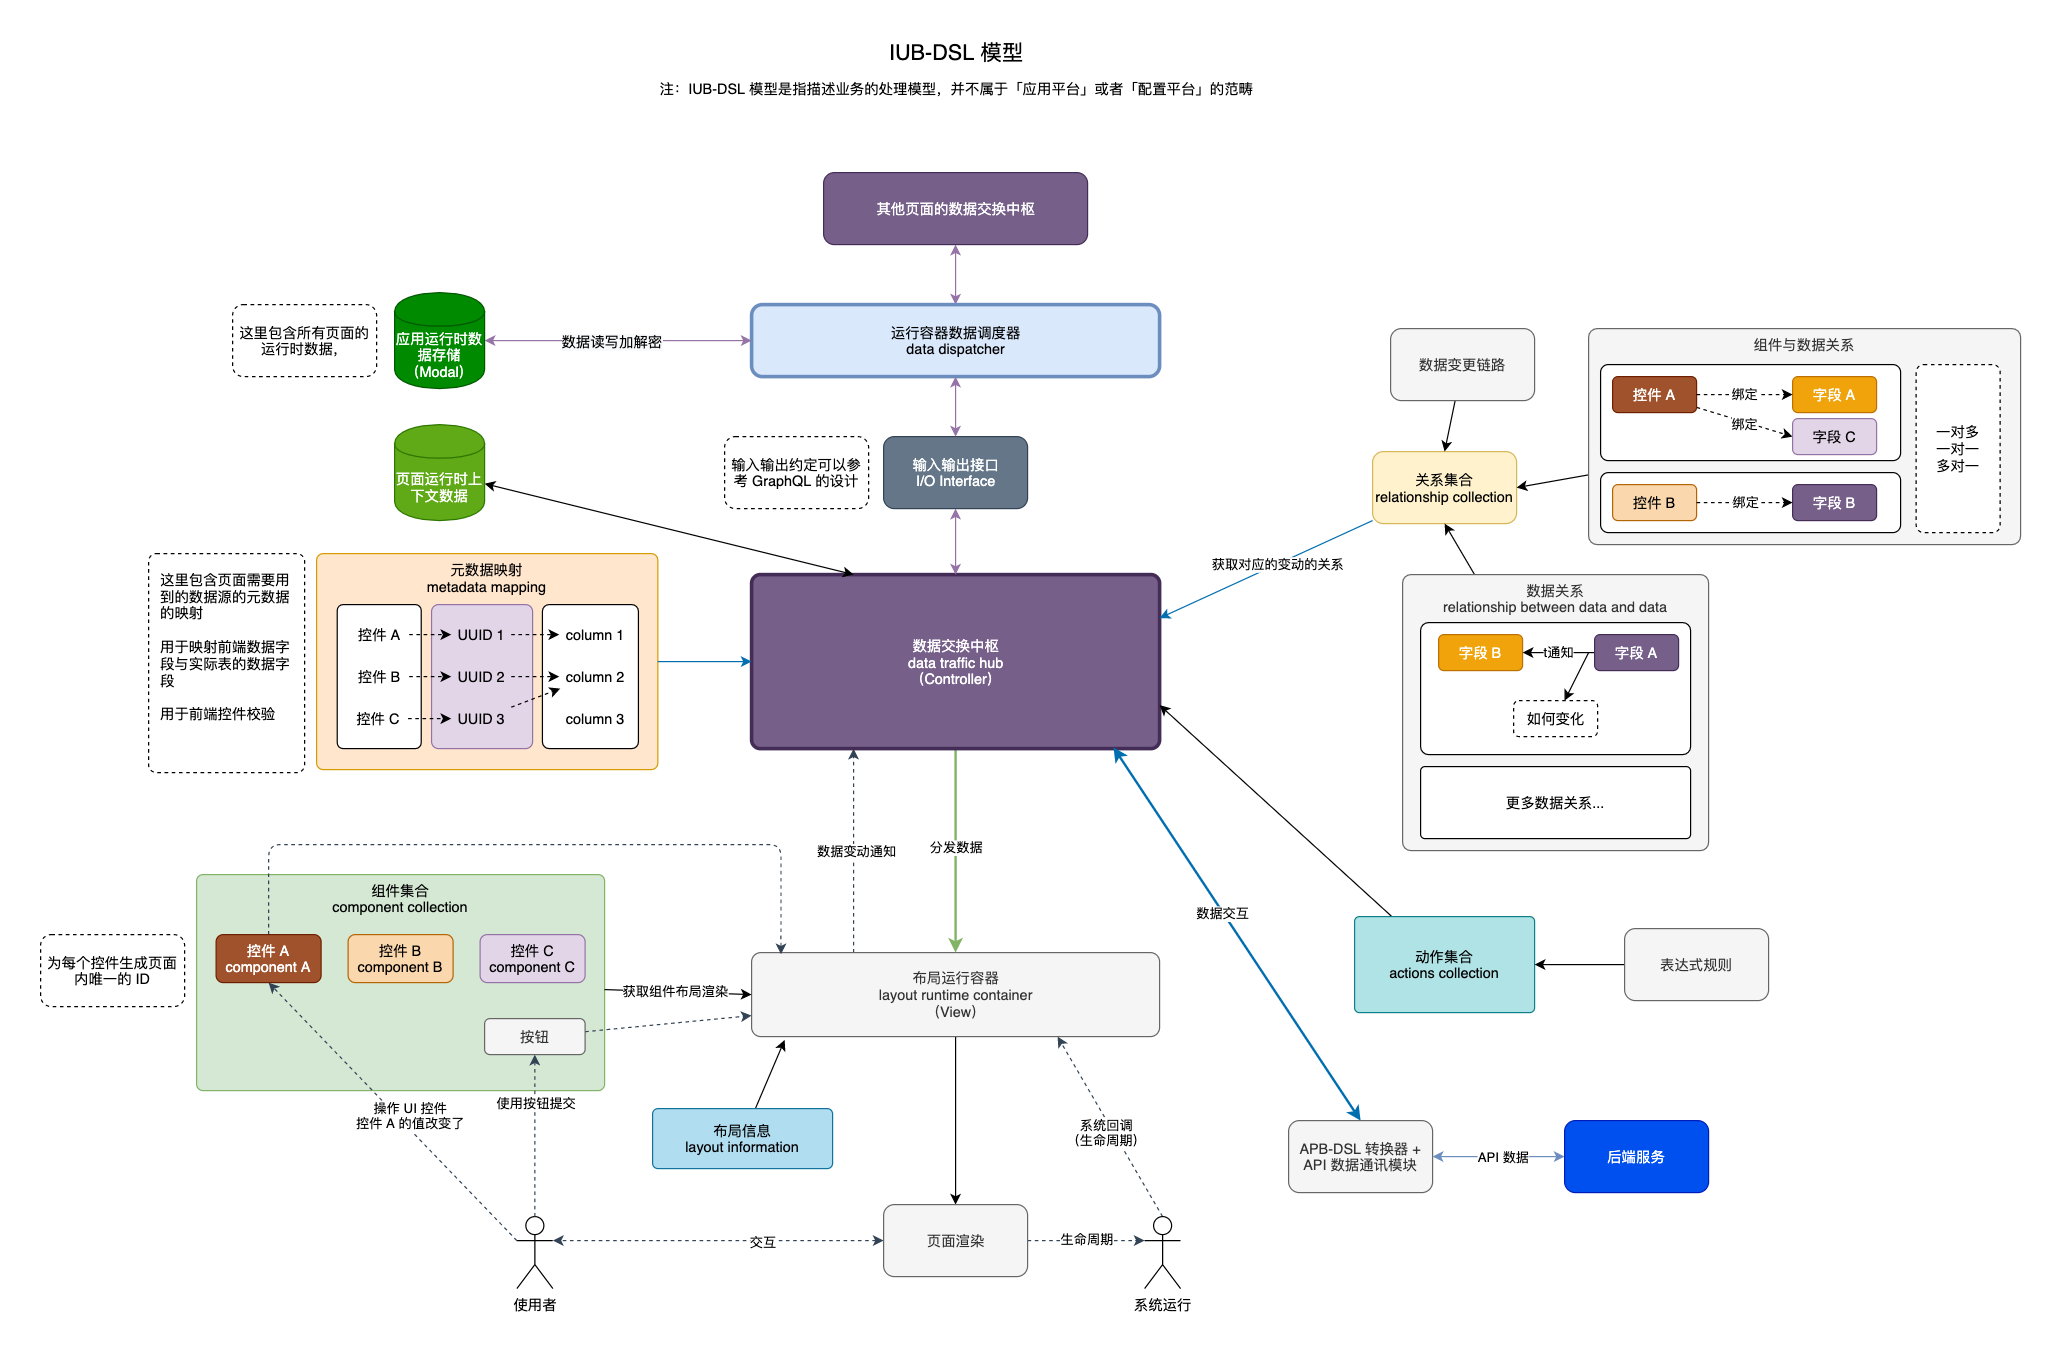 IUB-DSL 模型
注：IUB-DSL 模型是指描述业务的处理模型，并不属于「应用平台」或者「配置平台」的范畴
其他页面的数据交换中枢
这里包含所有页面的
运行时数据，
应用运行时数
据存储
（Modal）
数据读写加解密
运行容器数据调度器
data dispatcher
页面运行时上
下文数据
输入输出约定可以参
考 GraphQL 的设计
输入输出接口
I/O Interface
数据变更链路
关系集合
relationship collection
组件与数据关系
控件 A
绑定
字段 A
绑定
字段 C
控件 B
绑定
字段 B
一对多
一对一
多对一
获取对应的变动的关系
这里包含页面需要用
到的数据源的元数据
的映射
用于映射前端数据字
段与实际表的数据字
段
用于前端控件校验
元数据映射
metadata mapping
控件 A
UUID 1
column 1
控件 B
UUID 2
column 2
控件 C
UUID 3
column 3
数据交换中枢
data traffic hub
（Controller）
数据关系
relationship between data and data
字段 B
t通知
字段 A
如何变化
更多数据关系...
数据变动通知
分发数据
数据交互
组件集合
component collection
为每个控件生成页面
内唯一的 ID
控件 A
component A
控件 B
component B
控件 C
component C
按钮
获取组件布局渲染
布局运行容器
layout runtime container
（View）
动作集合
actions collection
表达式规则
操作 UI 控件
控件 A 的值改变了
使用按钮提交
布局信息
layout information
系统回调
（生命周期）
APB-DSL 转换器 +
API 数据通讯模块
API 数据
后端服务
交互
页面渲染
生命周期
使用者
系统运行